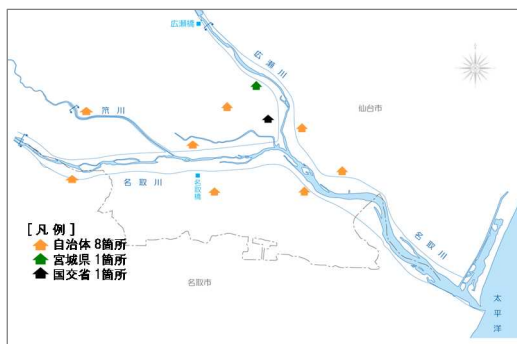 広瀬橋
広瀬川
仙台市
笊川
名取川
名取橋
[凡例]
自治体 8箇所
宮城県 1箇所
国交省 1箇所
名取川
名取市
太平洋